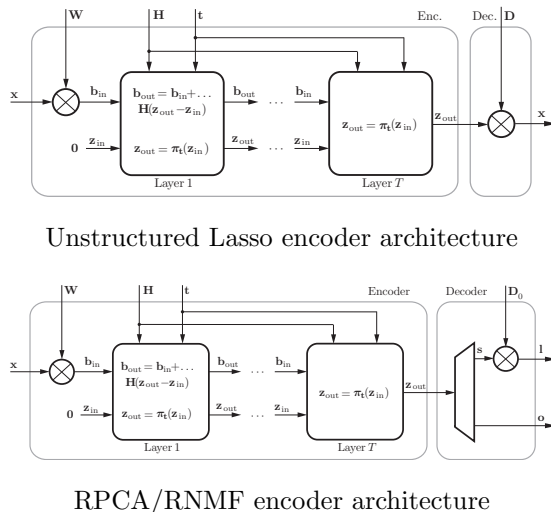 W H t Enc. Dec. D
x b_in b_out = b_in + ... b_out ... b_in
H(z_out − z_in)
z_out = π_t(z_in)
z_out x
0 z_in z_out = π_t(z_in) z_out ... z_in
Layer 1 Layer T
Unstructured Lasso encoder architecture
W H t Encoder Decoder D_0
x b_in b_out = b_in + ... b_out ... b_in s l
H(z_out − z_in)
z_out = π_t(z_in) z_out
0 z_in z_out = π_t(z_in) z_out ... z_in o
Layer 1 Layer T
RPCA/RNMF encoder architecture